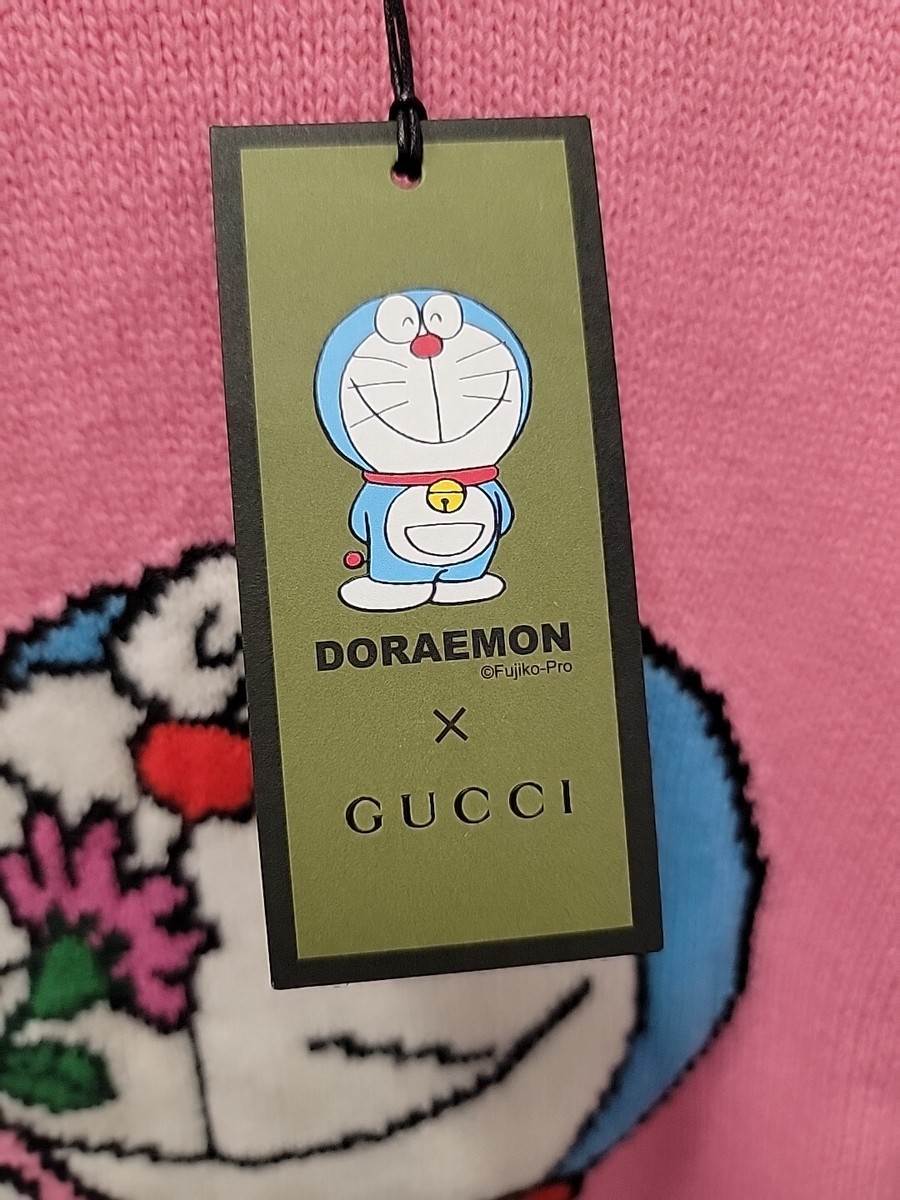 DORAEMON
©Fujiko-Pro
×
GUCCI